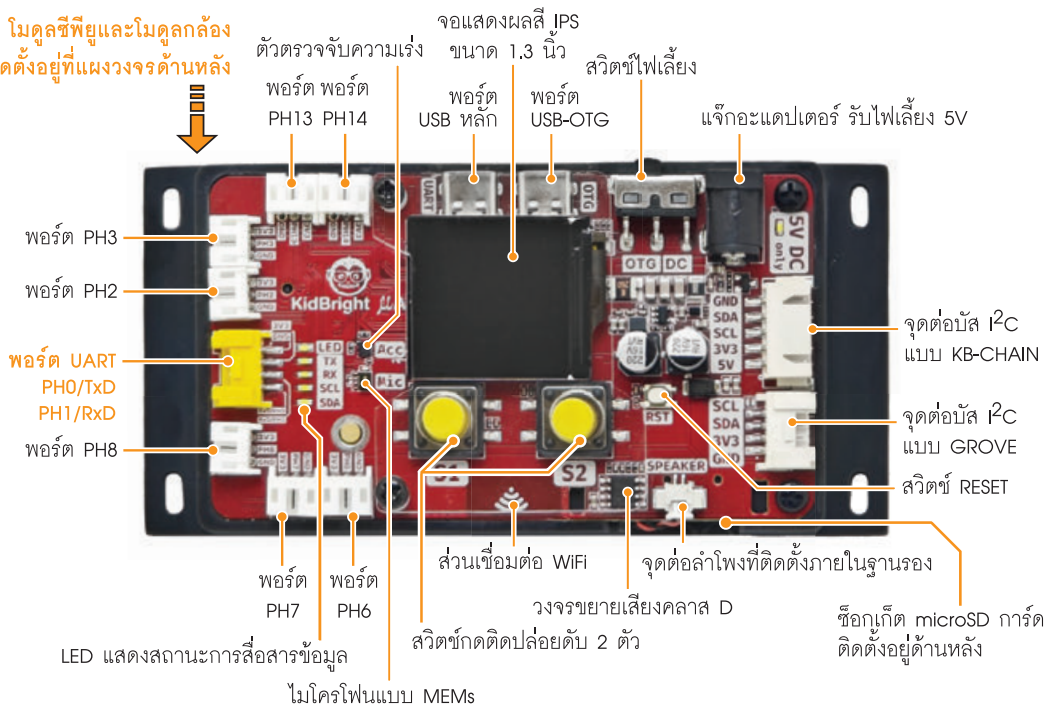 โมดูลซีพียูและโมดูลกล้อง
ดตั้งอยู่ที่แผงวงจรด้านหลัง
ตัวตรวจจับความเร่ง
จอแสดงผลสี IPS
ขนาด 1.3 นิ้ว
สวิตช์ไฟเลี้ยง
แจ๊กอะแดปเตอร์ รับไฟเลี้ยง 5V
พอร์ต พอร์ต
PH13 PH14
พอร์ต
USB หลัก
พอร์ต
USB-OTG
พอร์ต PH3
พอร์ต PH2
พอร์ต UART
PH0/TxD
PH1/RxD
พอร์ต PH8
UART
OTG
OTG DC
5V DC
only
KidBright
LED
TX
RX
SCL
SDA
Acc
Mic
GND
SDA
SCL
3V3
5V
SCL
SDA
3V3
GND
RST
S1
S2
SPEAKER
จุดต่อบัส I²C
แบบ KB-CHAIN
จุดต่อบัส I²C
แบบ GROVE
สวิตช์ RESET
พอร์ต
PH7
พอร์ต
PH6
ส่วนเชื่อมต่อ WiFi
จุดต่อลำโพงที่ติดตั้งภายในฐานรอง
วงจรขยายเสียงคลาส D
ซ็อกเก็ต microSD การ์ด
ติดตั้งอยู่ด้านหลัง
สวิตช์กดติดปล่อยดับ 2 ตัว
LED แสดงสถานะการสื่อสารข้อมูล
ไมโครโฟนแบบ MEMs